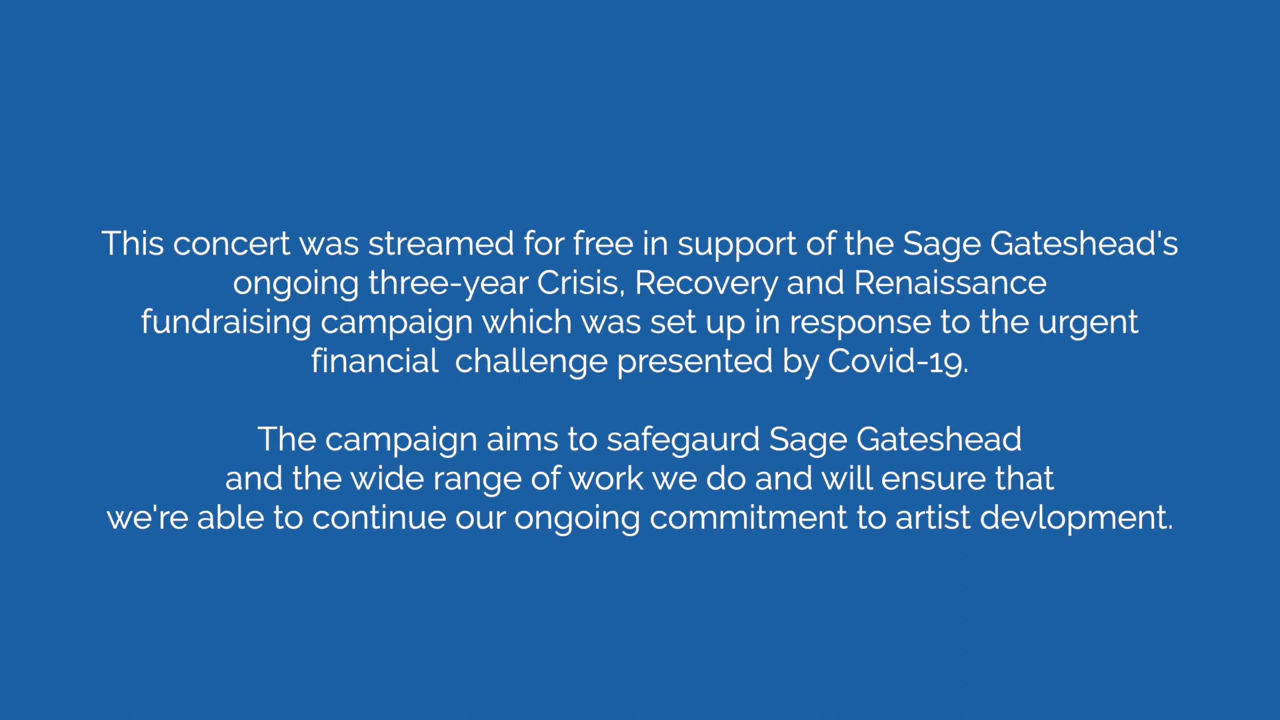 This concert was streamed for free in support of the Sage Gateshead's
ongoing three-year Crisis, Recovery and Renaissance
fundraising campaign which was set up in response to the urgent
financial  challenge presented by Covid-19.
The campaign aims to safegaurd Sage Gateshead
and the wide range of work we do and will ensure that
we're able to continue our ongoing commitment to artist devlopment.